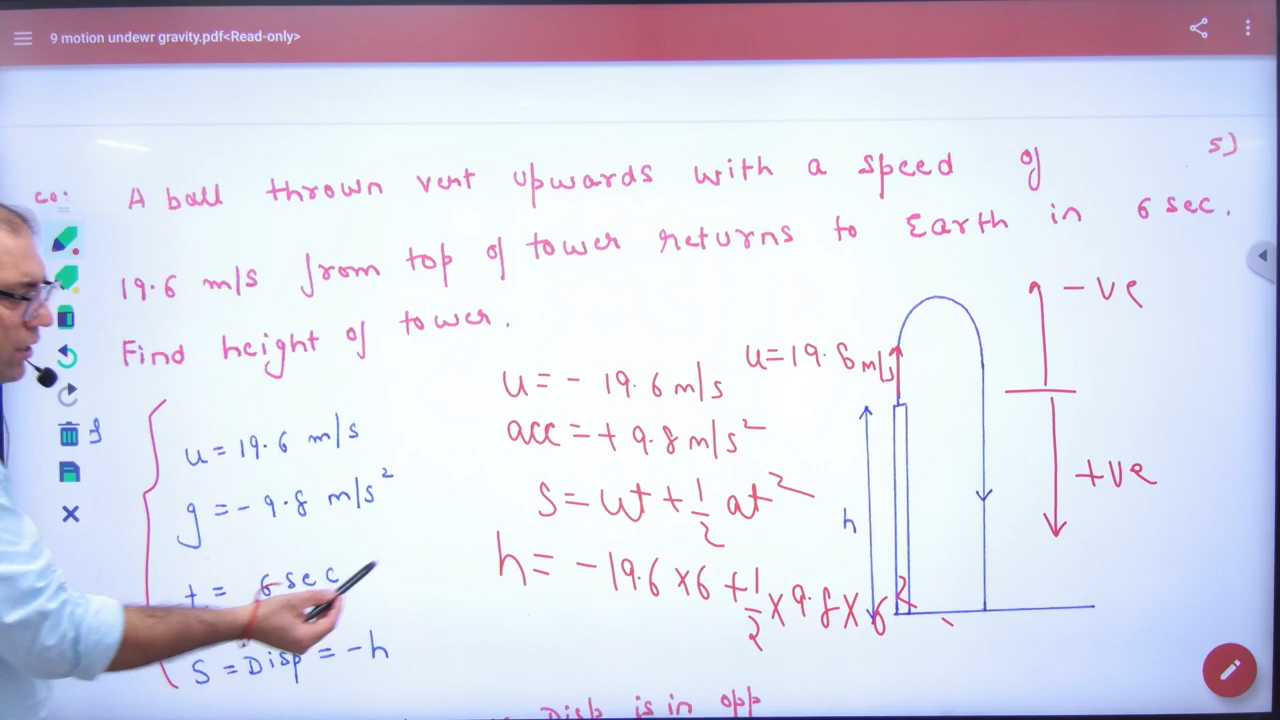 9 motion undewr gravity.pdf<Read-only>
5)
eg:
A ball thrown vert upwards with a speed of
19.6 m/s from top of tower returns to Earth in 6 sec.
Find height of tower.
u = 19.6 m/s
g = - 9.8 m/s²
t = 6 sec
S = Disp = - h
u = - 19.6 m/s
acc = + 9.8 m/s²
S = ut + 1/2 at²
h = - 19.6 × 6 + 1/2 × 9.8 × 6²
u = 19.6 m/s
h
- ve
+ ve
Disp is in opp